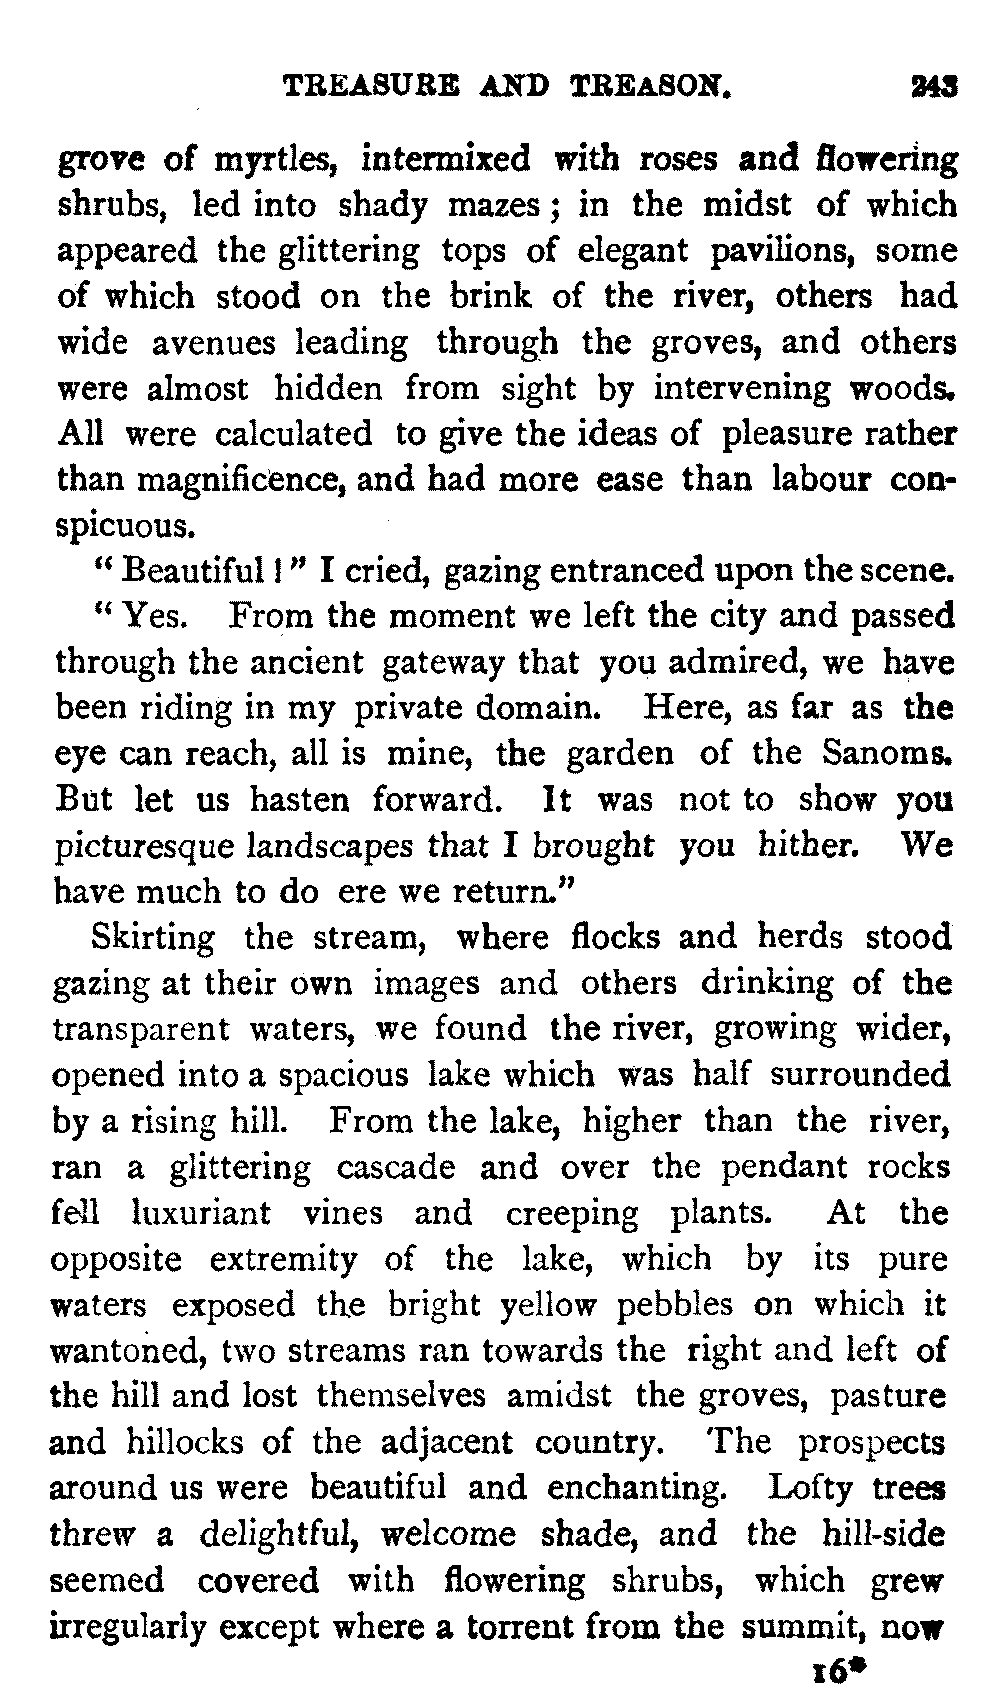 TREASURE AND TREASON. 243
grove of myrtles, intermixed with roses and flowering
shrubs, led into shady mazes ; in the midst of which
appeared the glittering tops of elegant pavilions, some
of which stood on the brink of the river, others had
wide avenues leading through the groves, and others
were almost hidden from sight by intervening woods.
All were calculated to give the ideas of pleasure rather
than magnificence, and had more ease than labour con-
spicuous.
“ Beautiful ! ” I cried, gazing entranced upon the scene.
“ Yes. From the moment we left the city and passed
through the ancient gateway that you admired, we have
been riding in my private domain. Here, as far as the
eye can reach, all is mine, the garden of the Sanoms.
But let us hasten forward. It was not to show you
picturesque landscapes that I brought you hither. We
have much to do ere we return.”
Skirting the stream, where flocks and herds stood
gazing at their own images and others drinking of the
transparent waters, we found the river, growing wider,
opened into a spacious lake which was half surrounded
by a rising hill. From the lake, higher than the river,
ran a glittering cascade and over the pendant rocks
fell luxuriant vines and creeping plants. At the
opposite extremity of the lake, which by its pure
waters exposed the bright yellow pebbles on which it
wantoned, two streams ran towards the right and left of
the hill and lost themselves amidst the groves, pasture
and hillocks of the adjacent country. The prospects
around us were beautiful and enchanting. Lofty trees
threw a delightful, welcome shade, and the hill-side
seemed covered with flowering shrubs, which grew
irregularly except where a torrent from the summit, now
16*